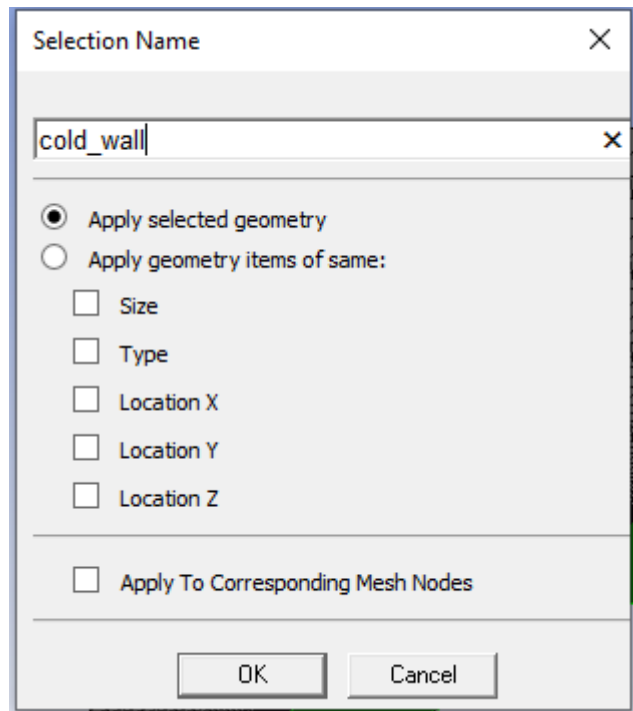 Selection Name
cold_wall
Apply selected geometry
Apply geometry items of same:
Size
Type
Location X
Location Y
Location Z
Apply To Corresponding Mesh Nodes
OK Cancel